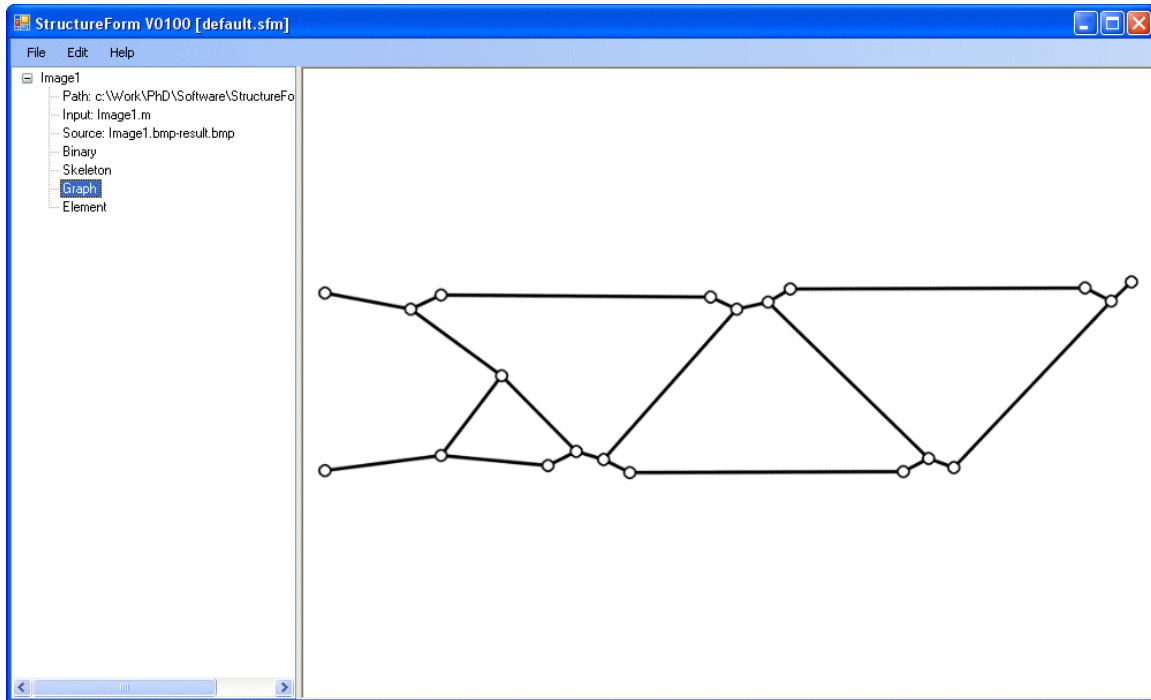 StructureForm V0100 [default.sfm]
File Edit Help
Image1
Path: c:\Work\PhD\Software\StructureFo
Input: Image1.m
Source: Image1.bmp-result.bmp
Binary
Skeleton
Graph
Element